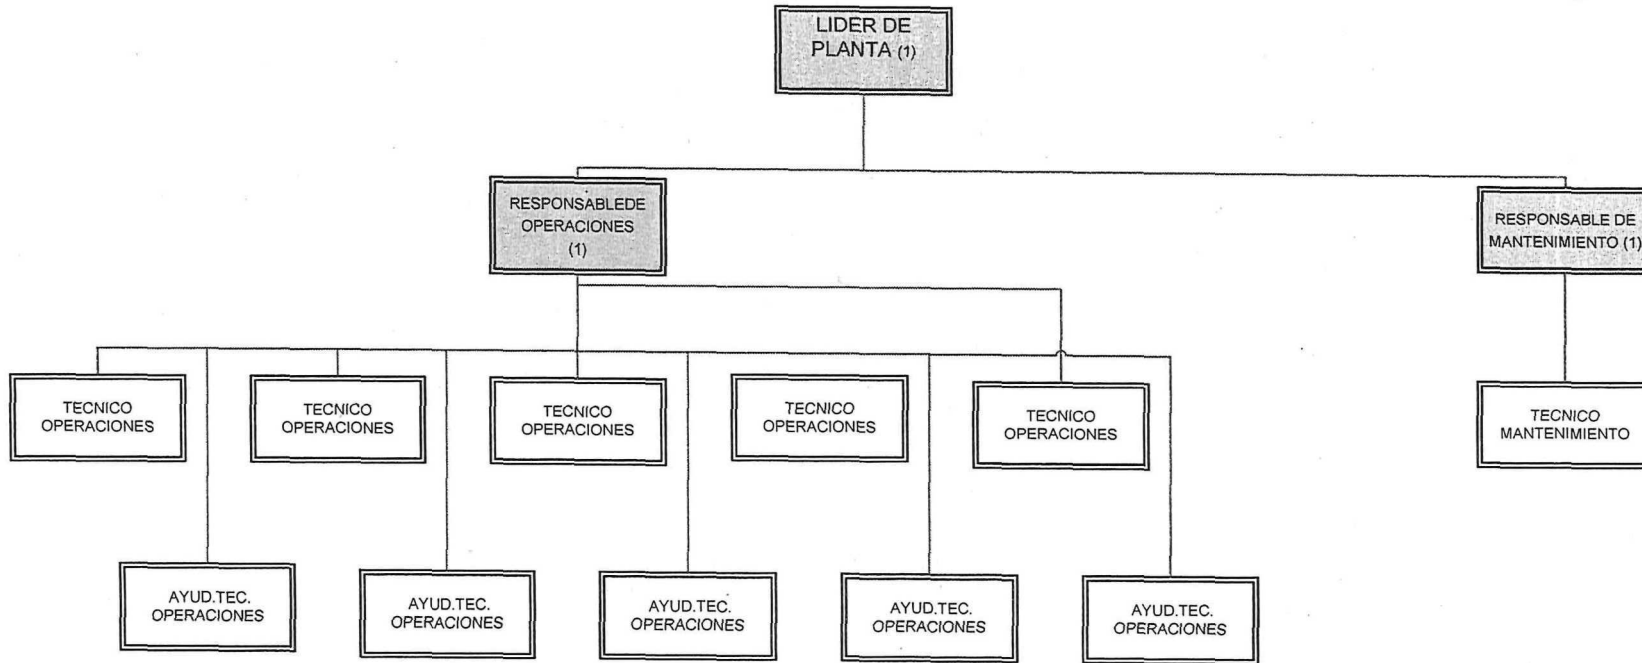 LIDER DE
PLANTA (1)
RESPONSABLEDE
OPERACIONES
(1)
RESPONSABLE DE
MANTENIMIENTO (1)
TECNICO
OPERACIONES
TECNICO
OPERACIONES
TECNICO
OPERACIONES
TECNICO
OPERACIONES
TECNICO
OPERACIONES
TECNICO
MANTENIMIENTO
AYUD.TEC.
OPERACIONES
AYUD.TEC.
OPERACIONES
AYUD.TEC.
OPERACIONES
AYUD.TEC.
OPERACIONES
AYUD.TEC.
OPERACIONES